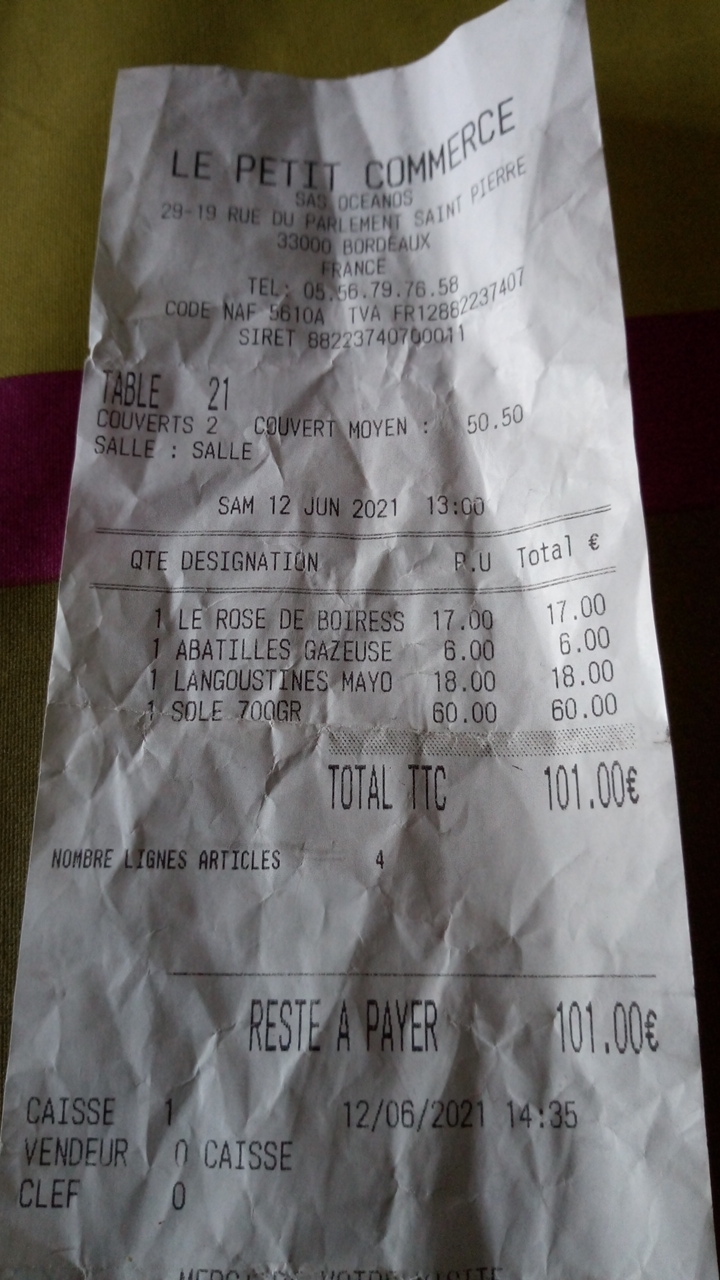 LE PETIT COMMERCE
SAS OCEANOS
29-19 RUE DU PARLEMENT SAINT PIERRE
33000 BORDEAUX
FRANCE
TEL: 05.56.79.76.58
CODE NAF 5610A TVA FR12882237407
SIRET 88223740700011
TABLE 21
COUVERTS 2 COUVERT MOYEN : 50.50
SALLE : SALLE
SAM 12 JUN 2021 13:00
QTE DESIGNATION P.U Total €
1 LE ROSE DE BOIRESS 17.00 17.00
1 ABATILLES GAZEUSE 6.00 6.00
1 LANGOUSTINES MAYO 18.00 18.00
1 SOLE 700GR 60.00 60.00
TOTAL TTC 101.00€
NOMBRE LIGNES ARTICLES 4
RESTE A PAYER 101.00€
CAISSE 1 12/06/2021 14:35
VENDEUR 0 CAISSE
CLEF 0
VOTRE VISITE